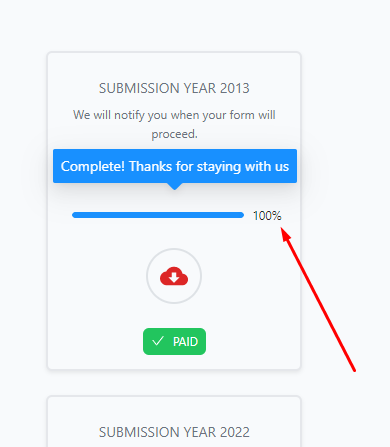 SUBMISSION YEAR 2013
We will notify you when your form will
proceed.
Complete! Thanks for staying with us
100%
PAID
SUBMISSION YEAR 2022